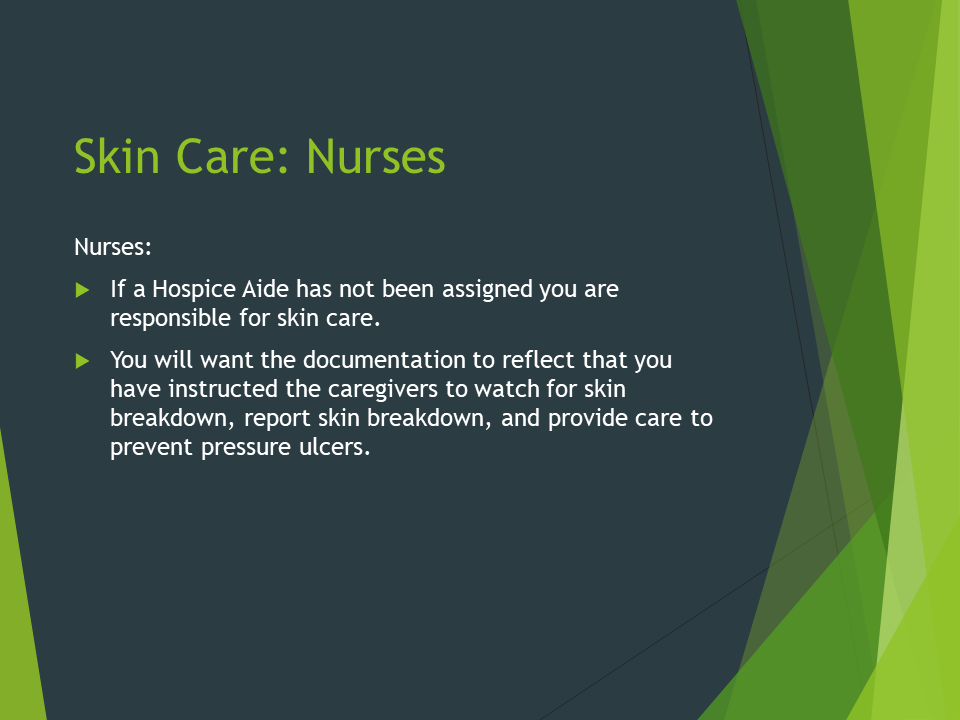 Skin Care: Nurses
Nurses:
If a Hospice Aide has not been assigned you are
responsible for skin care.
You will want the documentation to reflect that you
have instructed the caregivers to watch for skin
breakdown, report skin breakdown, and provide care to
prevent pressure ulcers.